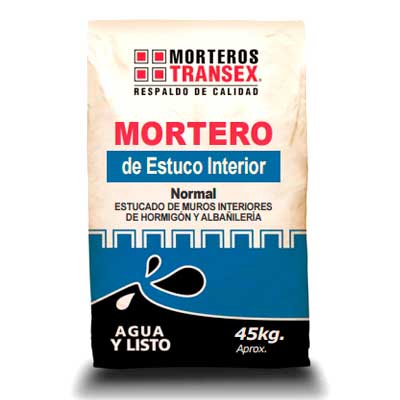 MORTEROS
TRANSEX®
RESPALDO DE CALIDAD
MORTERO
de Estuco Interior
Normal
ESTUCADO DE MUROS INTERIORES
DE HORMIGÓN Y ALBAÑILERÍA
AGUA
Y LISTO
45kg.
Aprox.